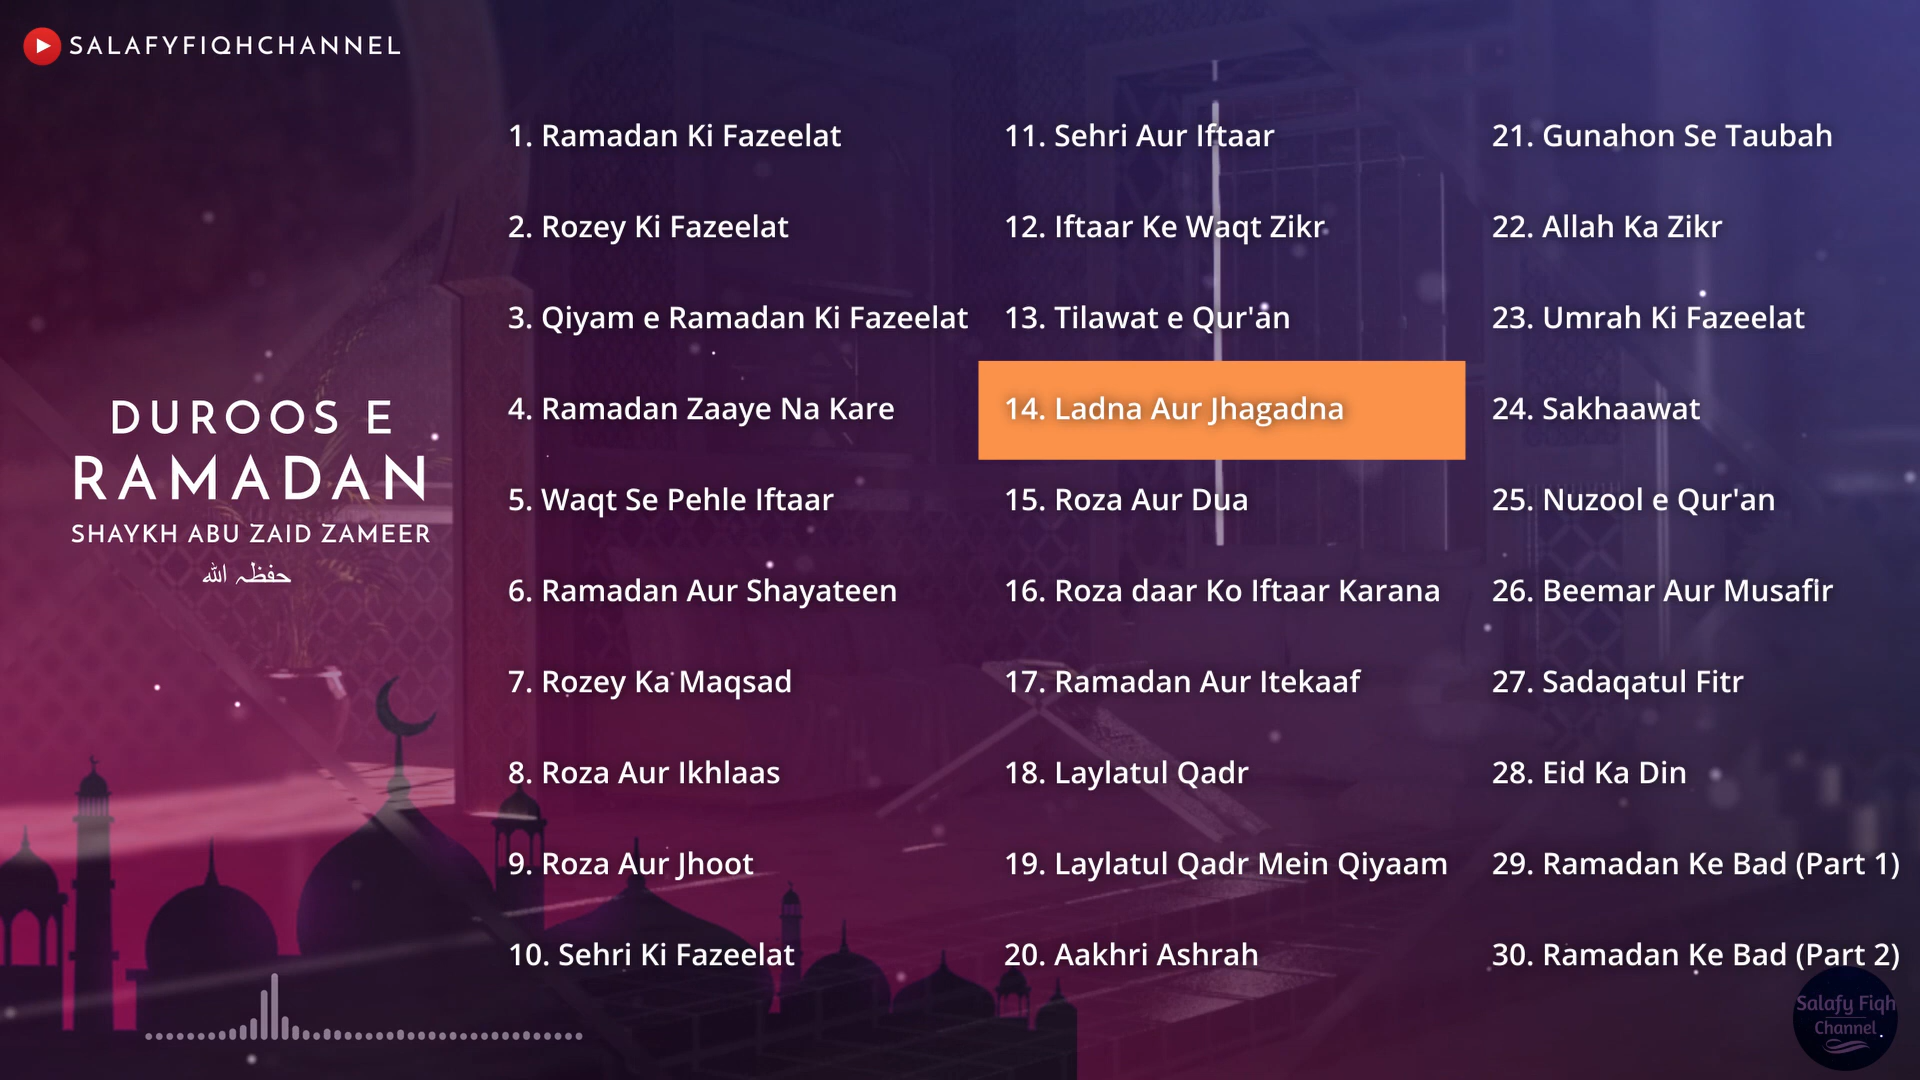 SALAFYFIQHCHANNEL
DUROOS E
RAMADAN
SHAYKH ABU ZAID ZAMEER
حفظہ الله
1. Ramadan Ki Fazeelat
2. Rozey Ki Fazeelat
3. Qiyam e Ramadan Ki Fazeelat
4. Ramadan Zaaye Na Kare
5. Waqt Se Pehle Iftaar
6. Ramadan Aur Shayateen
7. Rozey Ka Maqsad
8. Roza Aur Ikhlaas
9. Roza Aur Jhoot
10. Sehri Ki Fazeelat
11. Sehri Aur Iftaar
12. Iftaar Ke Waqt Zikr
13. Tilawat e Qur'an
14. Ladna Aur Jhagadna
15. Roza Aur Dua
16. Roza daar Ko Iftaar Karana
17. Ramadan Aur Itekaaf
18. Laylatul Qadr
19. Laylatul Qadr Mein Qiyaam
20. Aakhri Ashrah
21. Gunahon Se Taubah
22. Allah Ka Zikr
23. Umrah Ki Fazeelat
24. Sakhaawat
25. Nuzool e Qur'an
26. Beemar Aur Musafir
27. Sadaqatul Fitr
28. Eid Ka Din
29. Ramadan Ke Bad (Part 1)
30. Ramadan Ke Bad (Part 2)
Salafy Fiqh
Channel